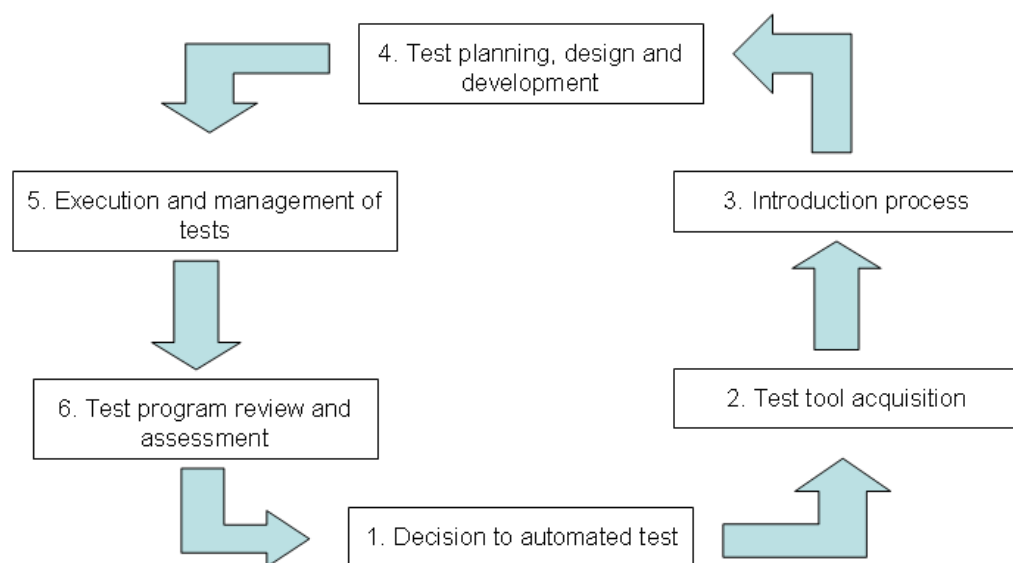 4. Test planning, design and
development
5. Execution and management of
tests
3. Introduction process
6. Test program review and
assessment
2. Test tool acquisition
1. Decision to automated test